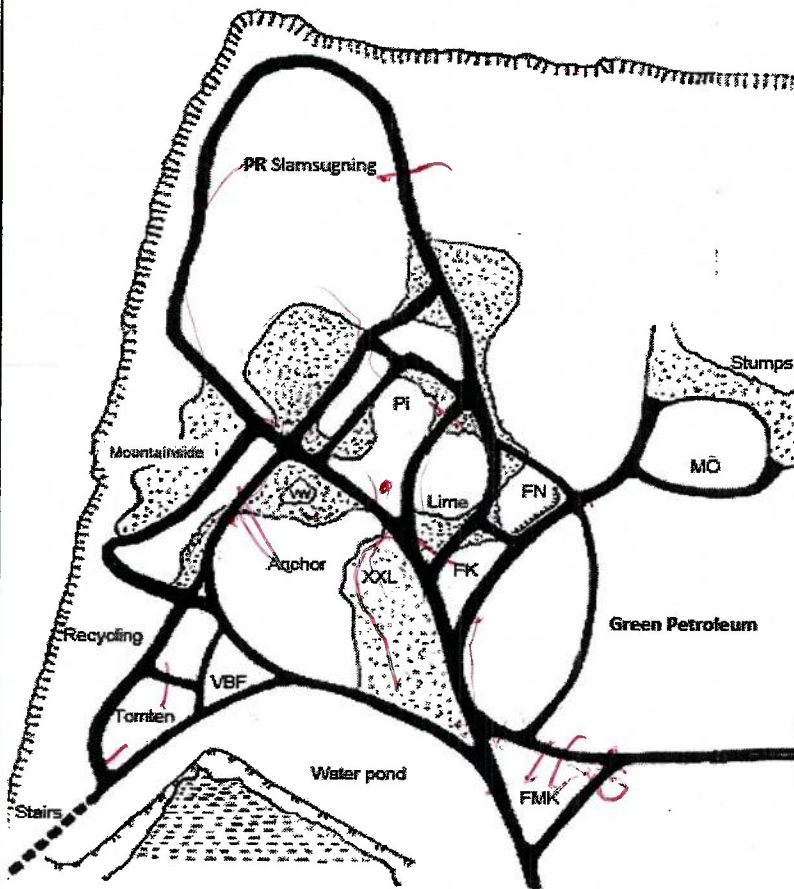 PR Slamsugning
Stumps
Pi
Mountainside
MÖ
VW
Lime
FN
Anchor
XXL
FK
Green Petroleum
Recycling
VBF
Tomten
Water pond
FMK
Stairs